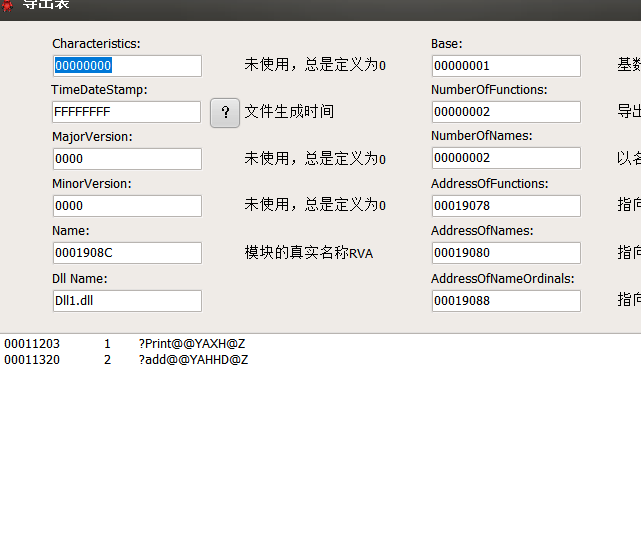 导出表
Characteristics:
00000000
未使用，总是定义为0
Base:
00000001
基数
TimeDateStamp:
FFFFFFFF
?
文件生成时间
NumberOfFunctions:
00000002
导出
MajorVersion:
0000
未使用，总是定义为0
NumberOfNames:
00000002
以名
MinorVersion:
0000
未使用，总是定义为0
AddressOfFunctions:
00019078
指向
Name:
0001908C
模块的真实名称RVA
AddressOfNames:
00019080
指向
Dll Name:
Dll1.dll
AddressOfNameOrdinals:
00019088
指向
00011203 1 ?Print@@YAXH@Z
00011320 2 ?add@@YAHHD@Z